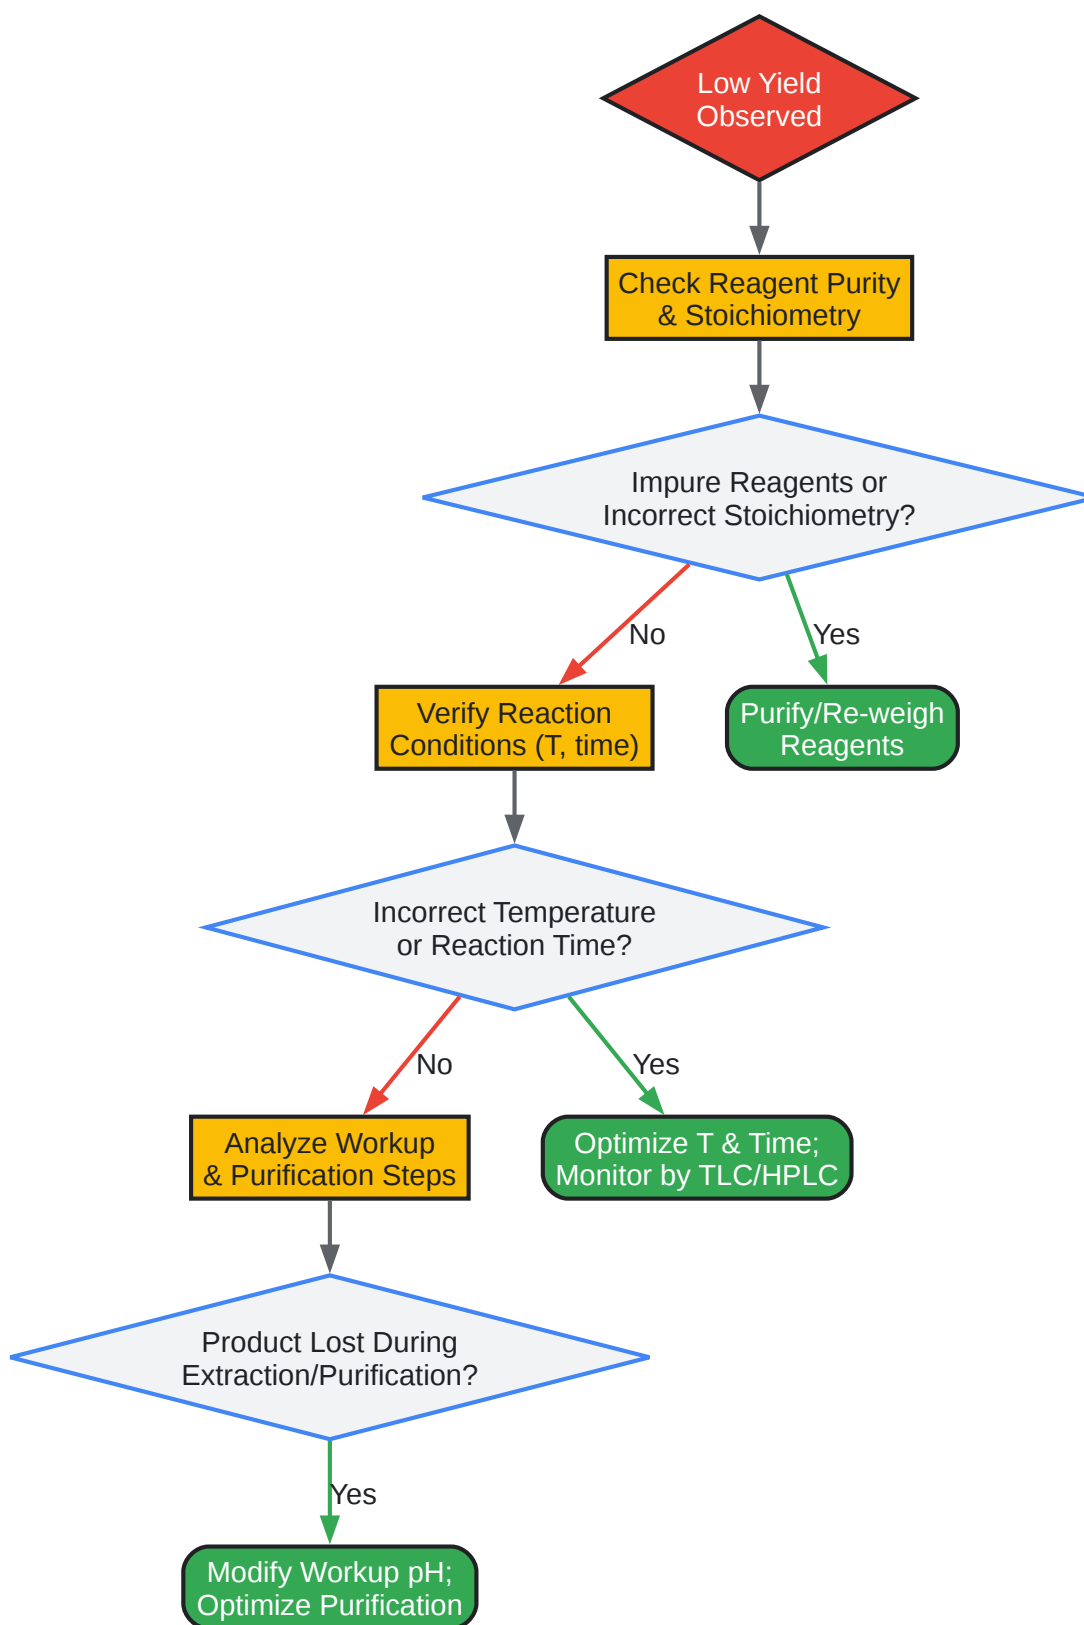 Low Yield
Observed
Check Reagent Purity
& Stoichiometry
Impure Reagents or
Incorrect Stoichiometry?
No
Yes
Verify Reaction
Conditions (T, time)
Purify/Re-weigh
Reagents
Incorrect Temperature
or Reaction Time?
No
Yes
Analyze Workup
& Purification Steps
Optimize T & Time;
Monitor by TLC/HPLC
Product Lost During
Extraction/Purification?
Yes
Modify Workup pH;
Optimize Purification